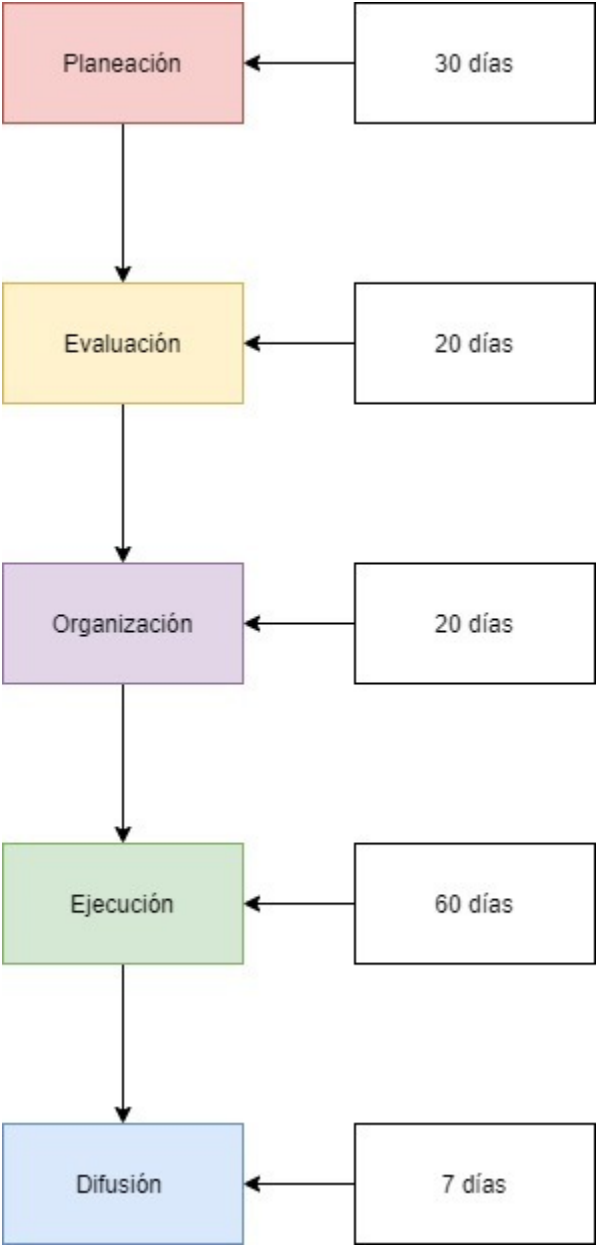 Planeación
30 días
Evaluación
20 días
Organización
20 días
Ejecución
60 días
Difusión
7 días